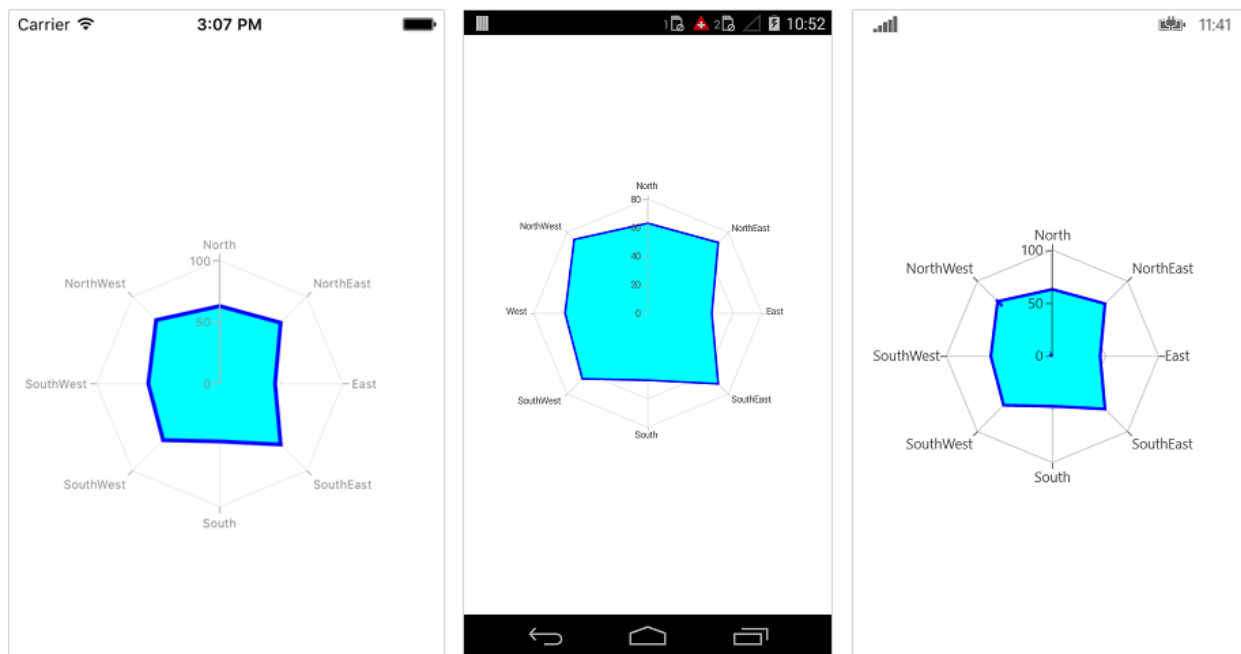 Carrier 3:07 PM
North
100
NorthWest NorthEast
50
SouthWest 0 East
SouthWest SouthEast
South
1 2 10:52
North
80
NorthWest NorthEast
60
40
20
West 0 East
SouthWest SouthEast
South
11:41
North
100
NorthWest NorthEast
50
SouthWest 0 East
SouthWest SouthEast
South